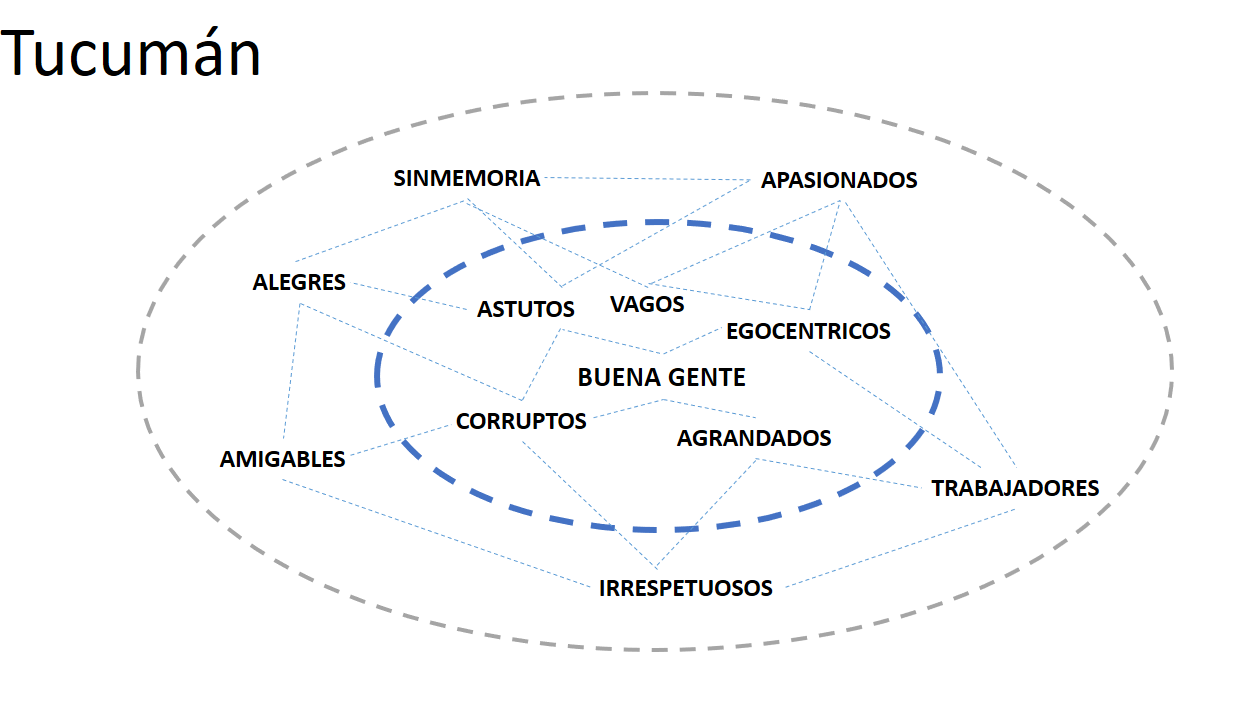 Tucumán
SINMEMORIA
APASIONADOS
ALEGRES
ASTUTOS
VAGOS
EGOCENTRICOS
BUENA GENTE
CORRUPTOS
AGRANDADOS
AMIGABLES
TRABAJADORES
IRRESPETUOSOS